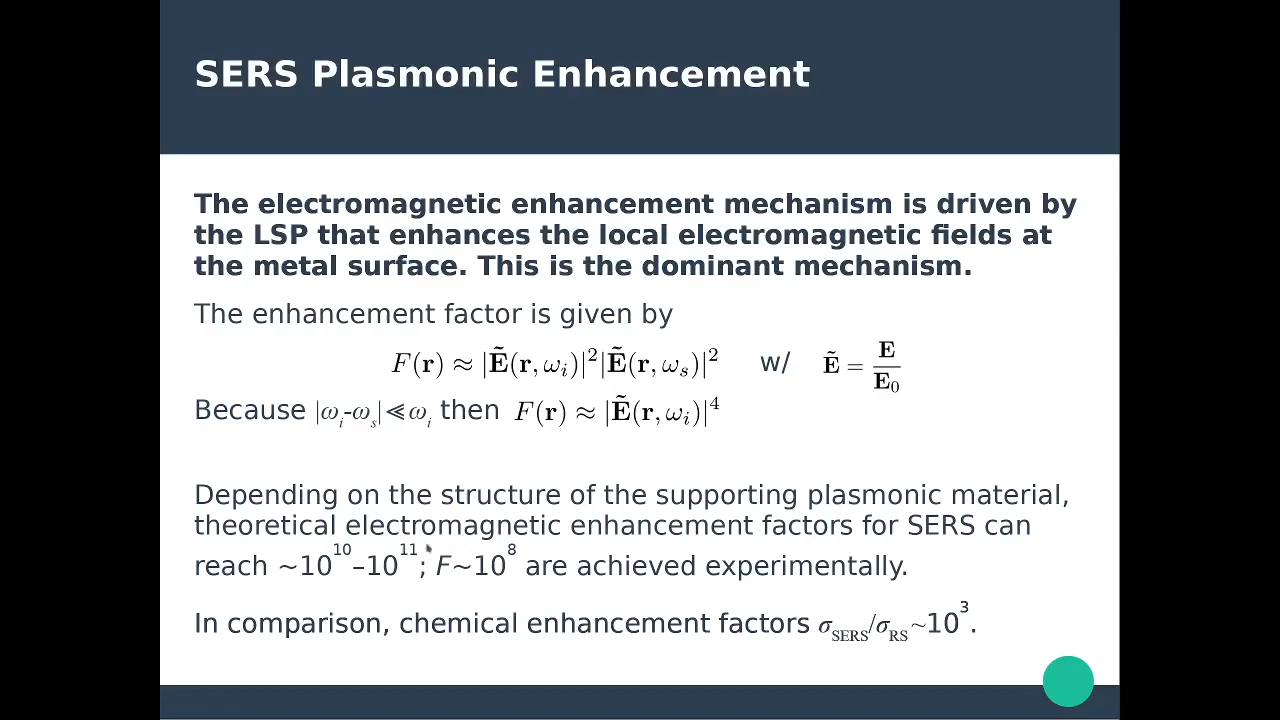 SERS Plasmonic Enhancement
The electromagnetic enhancement mechanism is driven by
the LSP that enhances the local electromagnetic fields at
the metal surface. This is the dominant mechanism.
The enhancement factor is given by
F(𝐫) ≈ |𝐄̃(𝐫, ωᵢ)|²|𝐄̃(𝐫, ωₛ)|² w/ 𝐄̃ = 𝐄/𝐄₀
Because |ωᵢ-ωₛ|≪ωᵢ then F(𝐫) ≈ |𝐄̃(𝐫, ωᵢ)|⁴
Depending on the structure of the supporting plasmonic material,
theoretical electromagnetic enhancement factors for SERS can
reach ~10¹⁰–10¹¹; F~10⁸ are achieved experimentally.
In comparison, chemical enhancement factors σ_SERS/σ_RS~10³.